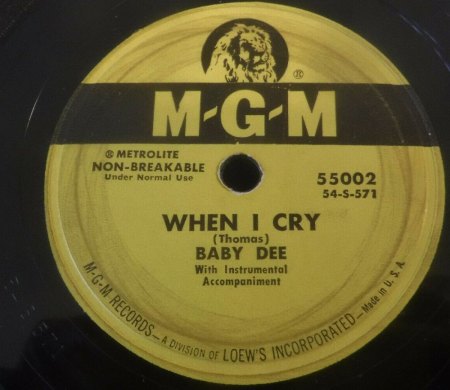 ®
M-G-M
® METROLITE
NON-BREAKABLE
Under Normal Use
55002
54-S-571
WHEN I CRY
(Thomas)
BABY DEE
With Instrumental
Accompaniment
M-G-M RECORDS—A DIVISION OF LOEW'S INCORPORATED—Made in U. S. A.